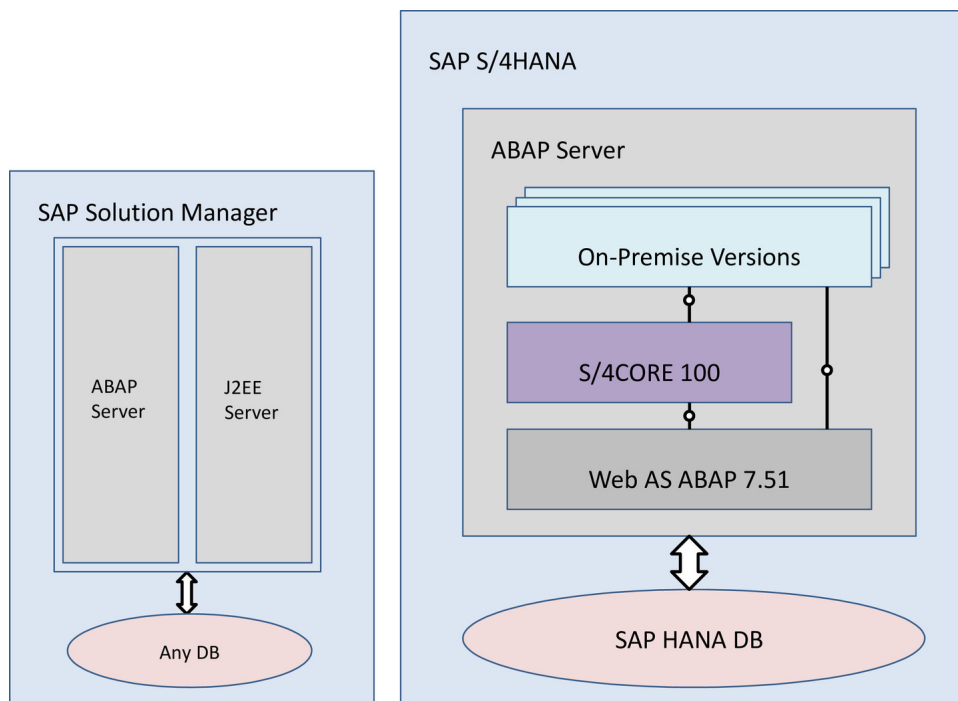 SAP Solution Manager
ABAP
Server
J2EE
Server
Any DB
SAP S/4HANA
ABAP Server
On-Premise Versions
S/4CORE 100
Web AS ABAP 7.51
SAP HANA DB